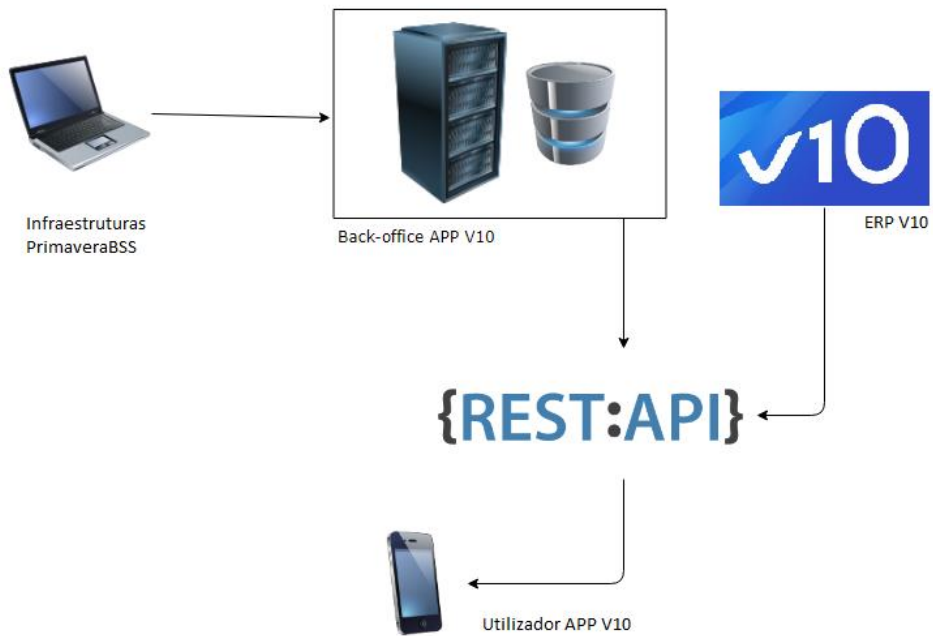 v10
Infraestruturas
PrimaveraBSS
Back-office APP V10
ERP V10
{REST:API}
Utilizador APP V10